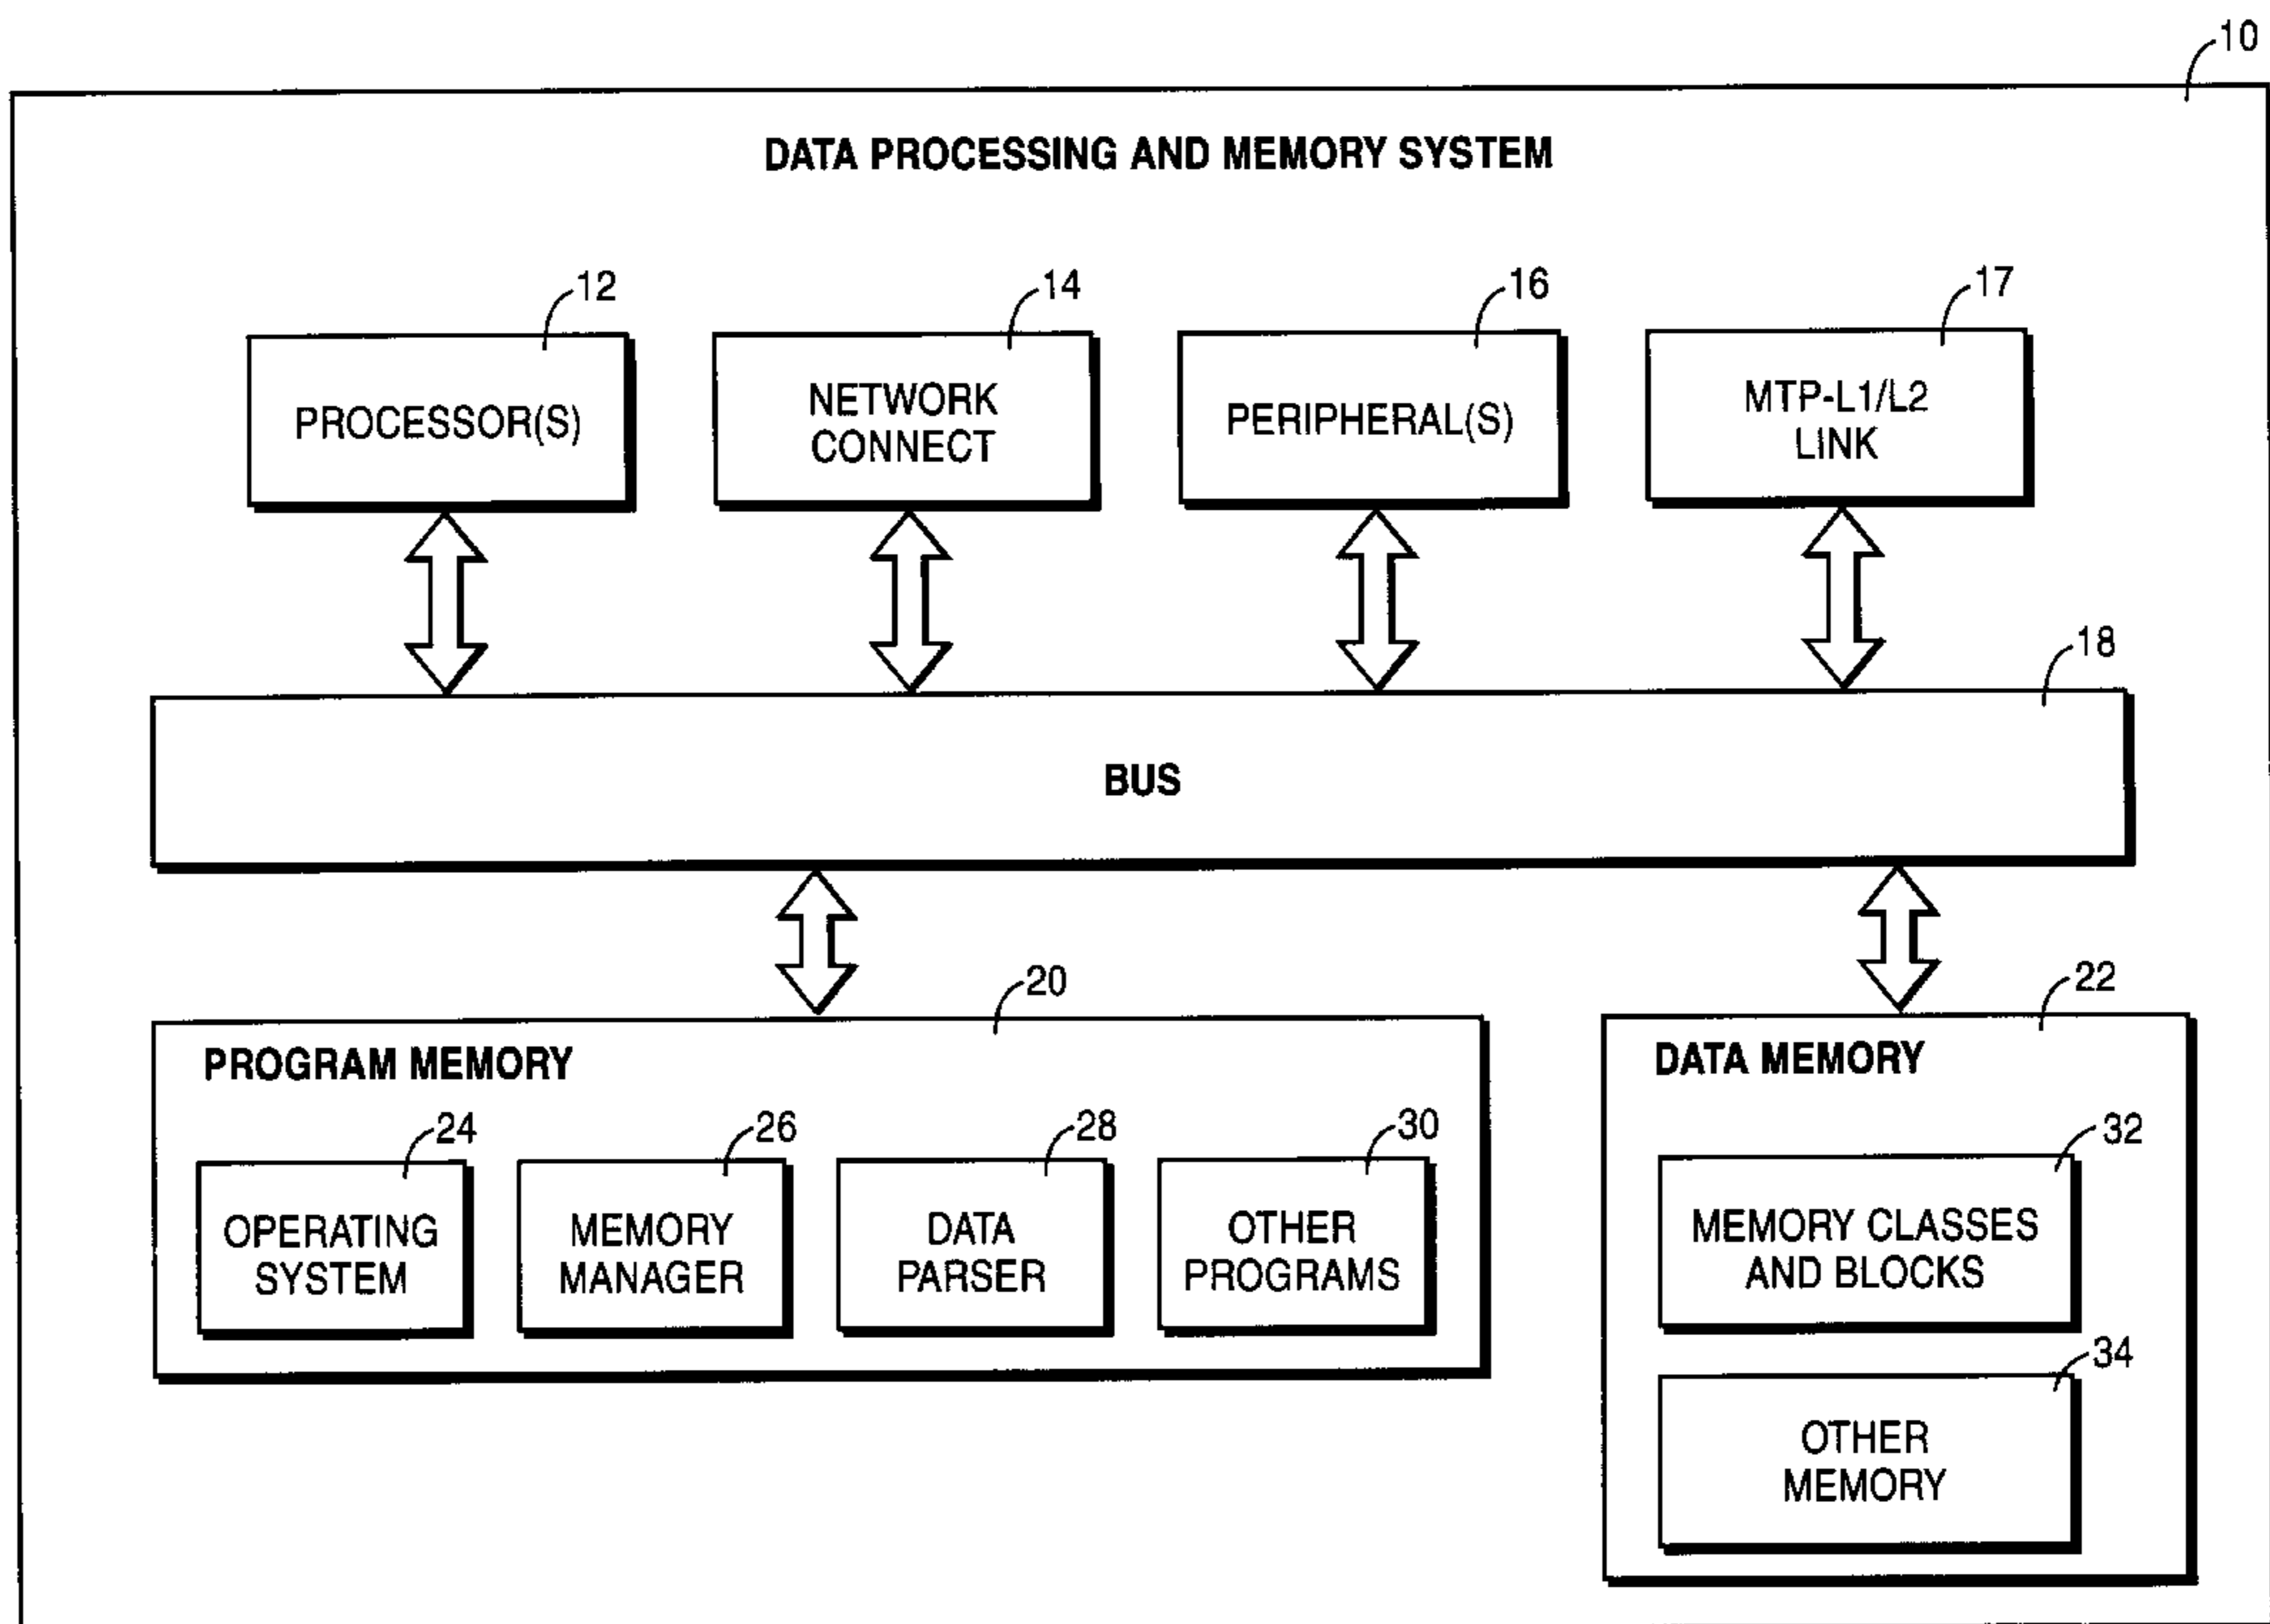 10
DATA PROCESSING AND MEMORY SYSTEM
12
14
16
17
PROCESSOR(S)
NETWORK
CONNECT
PERIPHERAL(S)
MTP-L1/L2
LINK
18
BUS
20
22
PROGRAM MEMORY
24
26
28
30
OPERATING
SYSTEM
MEMORY
MANAGER
DATA
PARSER
OTHER
PROGRAMS
DATA MEMORY
32
MEMORY CLASSES
AND BLOCKS
34
OTHER
MEMORY